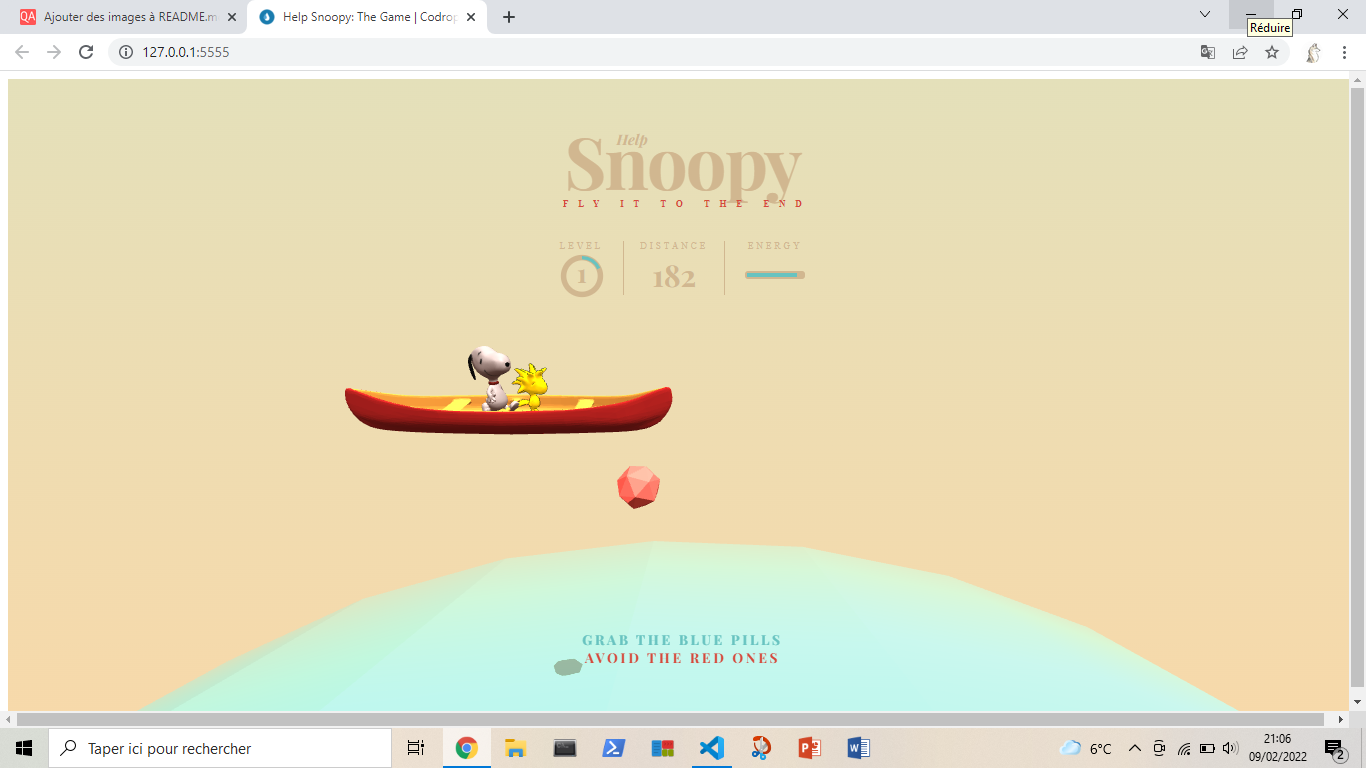 QA Ajouter des images à README.m
Help Snoopy: The Game | Codrop
Réduire
127.0.0.1:5555
Help
Snoopy
FLY IT TO THE END
LEVEL DISTANCE ENERGY
1 182
GRAB THE BLUE PILLS
AVOID THE RED ONES
Taper ici pour rechercher
6°C
21:06
09/02/2022
2